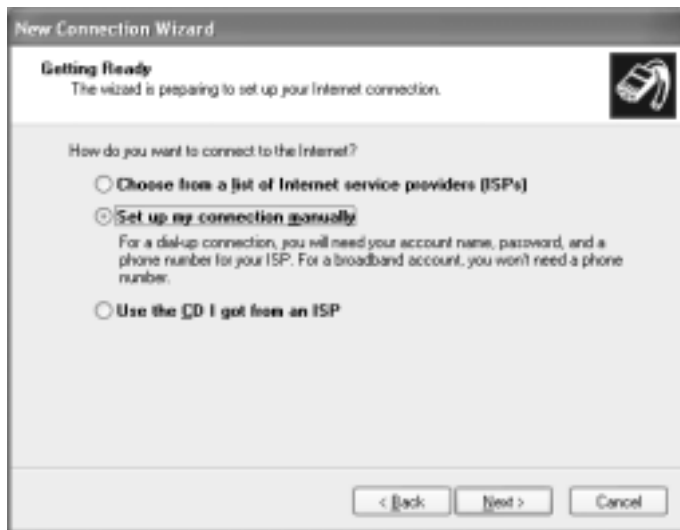 New Connection Wizard
Getting Ready
The wizard is preparing to set up your Internet connection.
How do you want to connect to the Internet?
Choose from a list of Internet service providers (ISPs)
Set up my connection manually
For a dial-up connection, you will need your account name, password, and a
phone number for your ISP. For a broadband account, you won't need a phone
number.
Use the CD I got from an ISP
< Back Next > Cancel